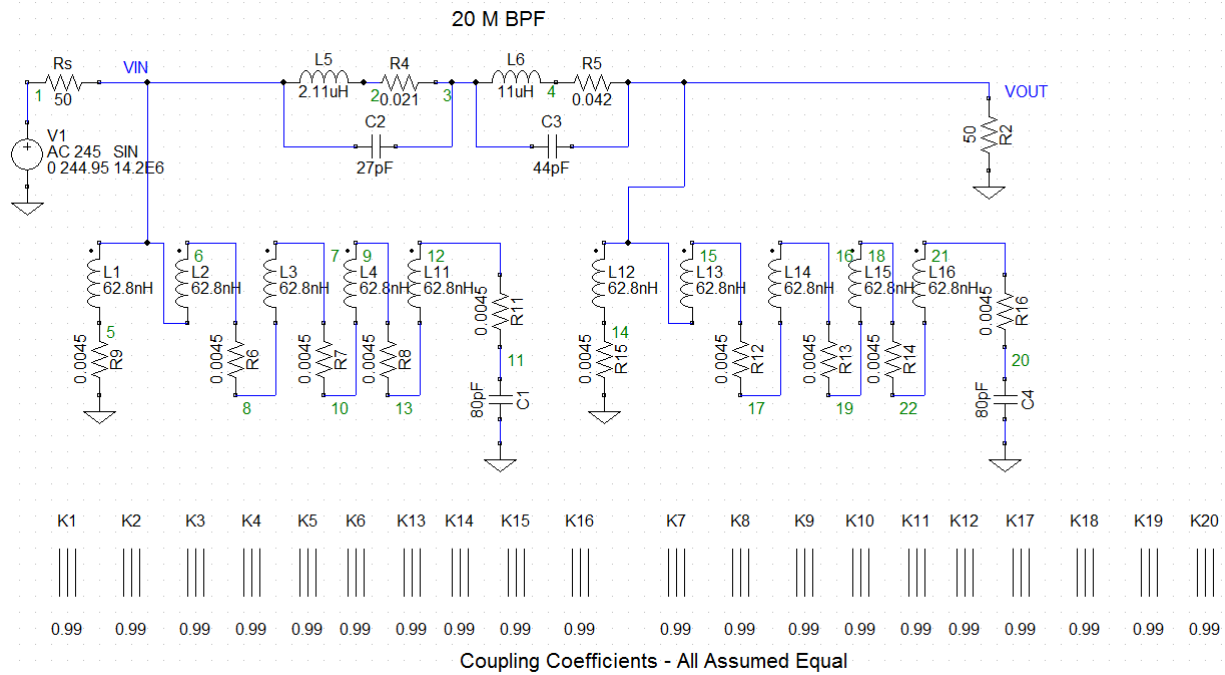 20 M BPF
Rs
50
1
VIN
L5
2.11uH
2
R4
0.021
3
L6
11uH
4
R5
0.042
VOUT
V1
AC 245 SIN
0 244.95 14.2E6
C2
27pF
C3
44pF
50
R2
L1
62.8nH
6
L2
62.8nH
L3
62.8nH
7
9
L4
62.8nH
12
L11
62.8nH
L12
62.8nH
15
L13
62.8nH
L14
62.8nH
16
18
L15
62.8nH
21
L16
62.8nH
5
0.0045
R9
0.0045
R6
0.0045
R7
0.0045
R8
0.0045
R11
11
80pF
C1
14
0.0045
R15
0.0045
R12
0.0045
R13
0.0045
R14
0.0045
R16
20
80pF
C4
8
10
13
17
19
22
K1 K2 K3 K4 K5 K6 K13 K14 K15 K16 K7 K8 K9 K10 K11 K12 K17 K18 K19 K20
0.99 0.99 0.99 0.99 0.99 0.99 0.99 0.99 0.99 0.99 0.99 0.99 0.99 0.99 0.99 0.99 0.99 0.99 0.99 0.99
Coupling Coefficients - All Assumed Equal